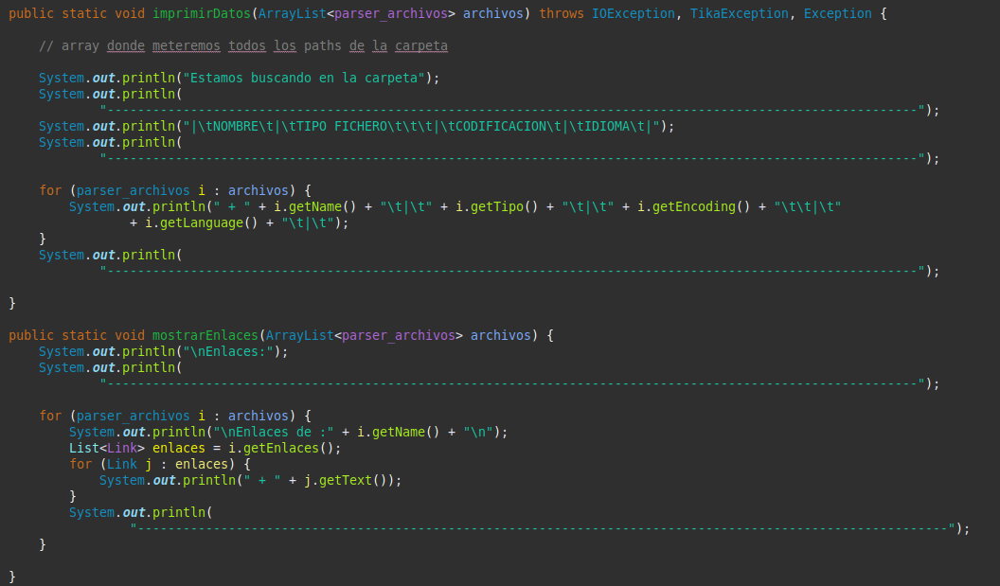 public static void imprimirDatos(ArrayList<parser_archivos> archivos) throws IOException, TikaException, Exception {
// array donde meteremos todos los paths de la carpeta
System.out.println("Estamos buscando en la carpeta");
System.out.println(
"-----------------------------------------------------------------------------------------------------------");
System.out.println("|\tNOMBRE\t|\tTIPO FICHERO\t\t\t|\tCODIFICACION\t|\tIDIOMA\t|");
System.out.println(
"-----------------------------------------------------------------------------------------------------------");
for (parser_archivos i : archivos) {
System.out.println(" + " + i.getName() + "\t|\t" + i.getTipo() + "\t|\t" + i.getEncoding() + "\t\t|\t"
+ i.getLanguage() + "\t|\t");
}
System.out.println(
"-----------------------------------------------------------------------------------------------------------");
}
public static void mostrarEnlaces(ArrayList<parser_archivos> archivos) {
System.out.println("\nEnlaces:");
System.out.println(
"-----------------------------------------------------------------------------------------------------------");
for (parser_archivos i : archivos) {
System.out.println("\nEnlaces de :" + i.getName() + "\n");
List<Link> enlaces = i.getEnlaces();
for (Link j : enlaces) {
System.out.println(" + " + j.getText());
}
System.out.println(
"-----------------------------------------------------------------------------------------------------------");
}
}